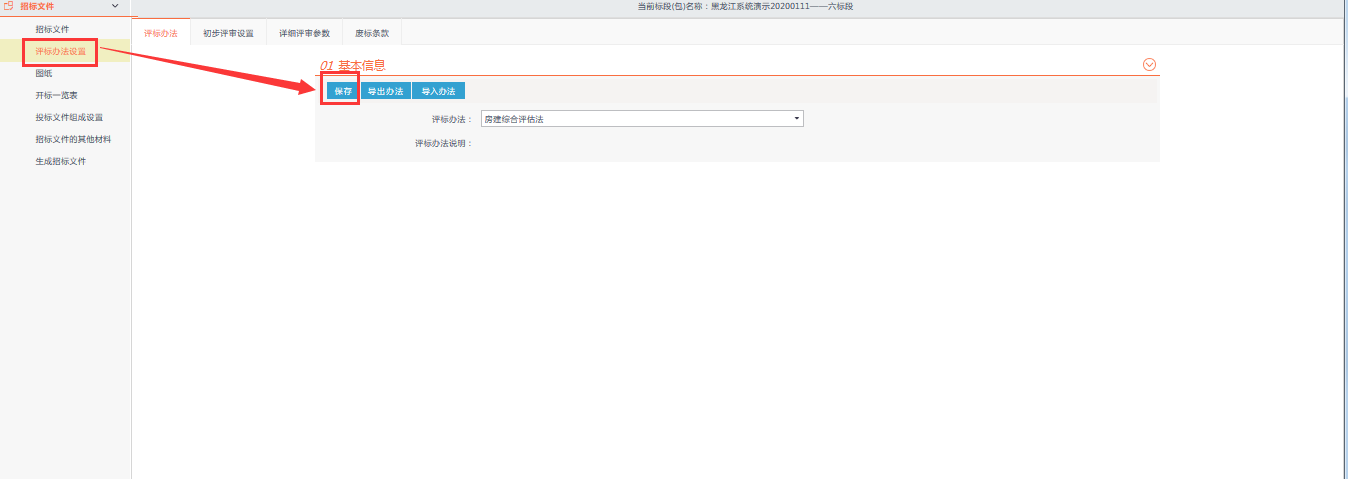 招标文件
当前标段(包)名称：黑龙江系统演示20200111——六标段
招标文件
评标办法设置
图纸
开标一览表
投标文件组成设置
招标文件的其他材料
生成招标文件
评标办法 初步评审设置 详细评审参数 废标条款
01 基本信息
保存 导出办法 导入办法
评标办法： 房建综合评估法
评标办法说明：